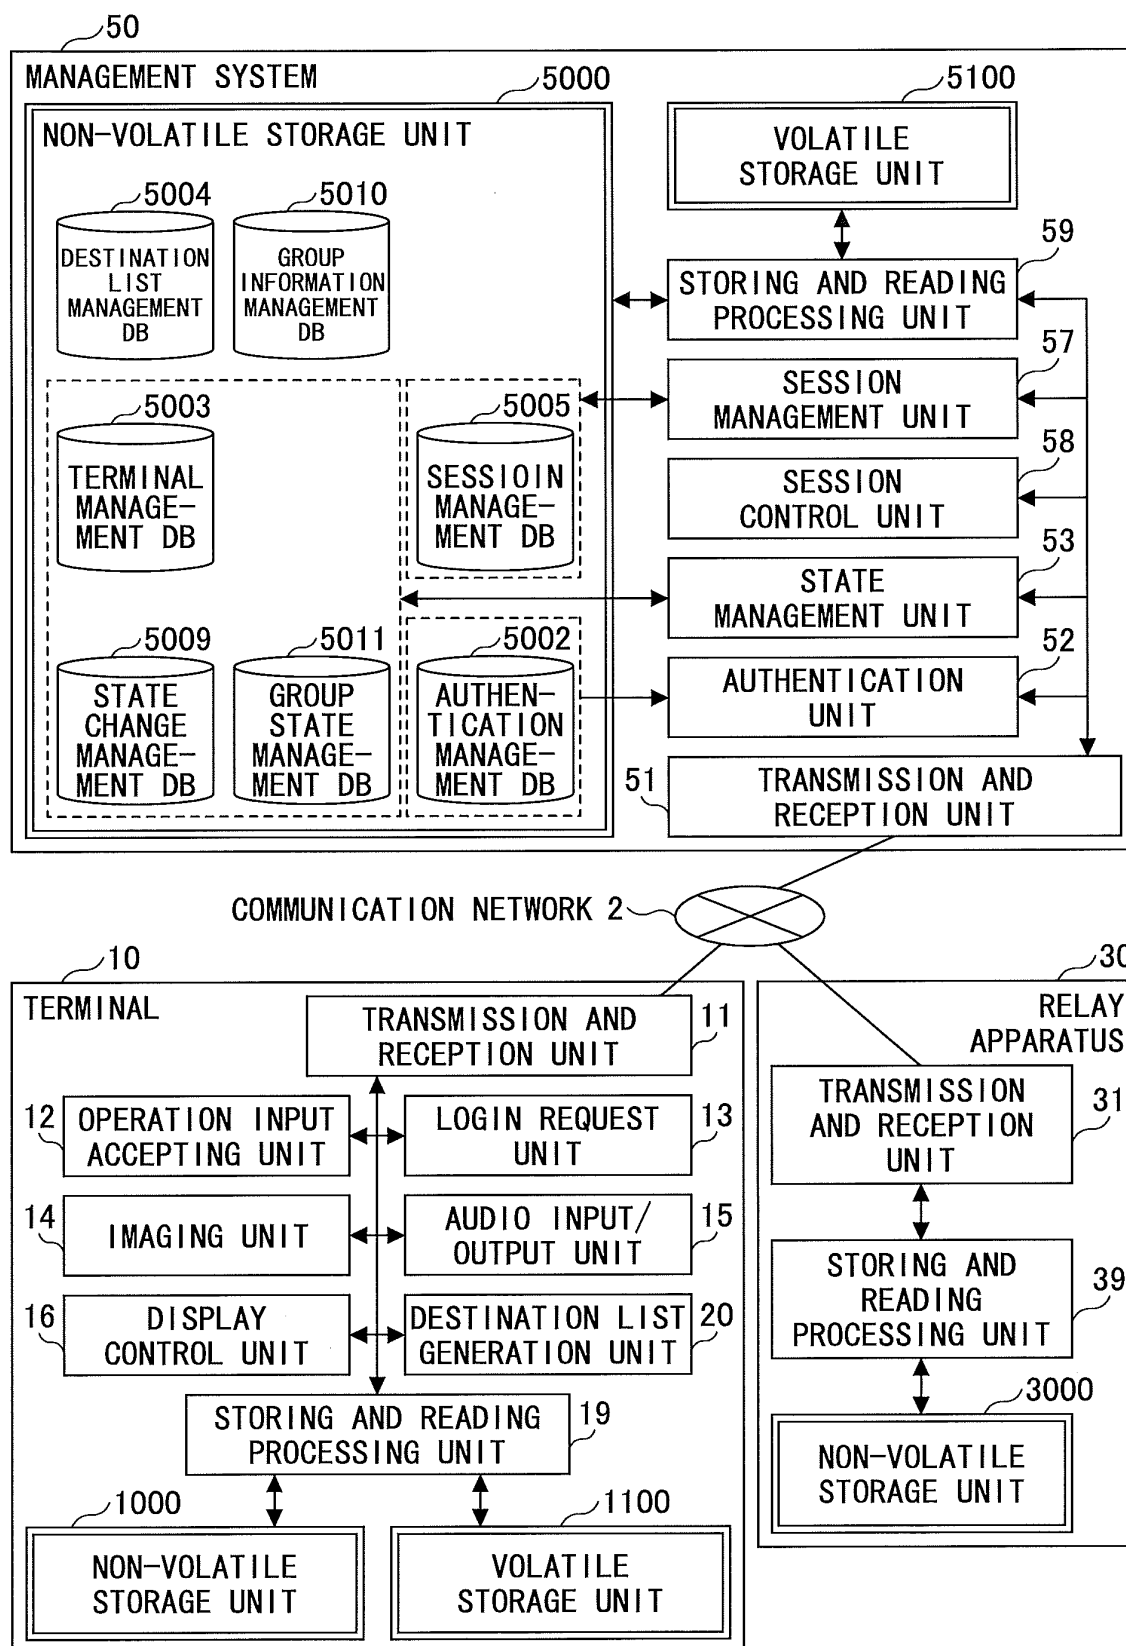 50
MANAGEMENT SYSTEM
5000
NON-VOLATILE STORAGE UNIT
5100
VOLATILE
STORAGE UNIT
5004
DESTINATION
LIST
MANAGEMENT
DB
5010
GROUP
INFORMATION
MANAGEMENT
DB
59
STORING AND READING
PROCESSING UNIT
57
SESSION
MANAGEMENT UNIT
5003
TERMINAL
MANAGE-
MENT DB
5005
SESSIOIN
MANAGE-
MENT DB
58
SESSION
CONTROL UNIT
53
STATE
MANAGEMENT UNIT
5009
STATE
CHANGE
MANAGE-
MENT DB
5011
GROUP
STATE
MANAGE-
MENT DB
5002
AUTHEN-
TICATION
MANAGE-
MENT DB
52
AUTHENTICATION
UNIT
51
TRANSMISSION AND
RECEPTION UNIT
COMMUNICATION NETWORK 2
10
TERMINAL
TRANSMISSION AND
RECEPTION UNIT
11
12
OPERATION INPUT
ACCEPTING UNIT
LOGIN REQUEST
UNIT
13
14
IMAGING UNIT
AUDIO INPUT/
OUTPUT UNIT
15
16
DISPLAY
CONTROL UNIT
DESTINATION LIST
GENERATION UNIT
20
STORING AND READING
PROCESSING UNIT
19
1000
NON-VOLATILE
STORAGE UNIT
1100
VOLATILE
STORAGE UNIT
30
RELAY
APPARATUS
TRANSMISSION
AND RECEPTION
UNIT
31
STORING AND
READING
PROCESSING UNIT
39
3000
NON-VOLATILE
STORAGE UNIT